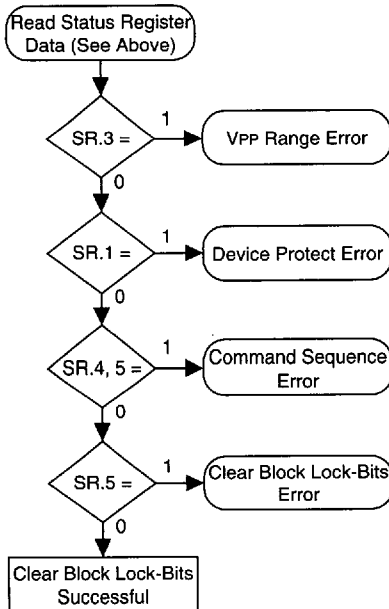 Read Status Register
Data (See Above)
SR.3 =
1
VPP Range Error
0
SR.1 =
1
Device Protect Error
0
SR.4, 5 =
1
Command Sequence
Error
0
SR.5 =
1
Clear Block Lock-Bits
Error
0
Clear Block Lock-Bits
Successful